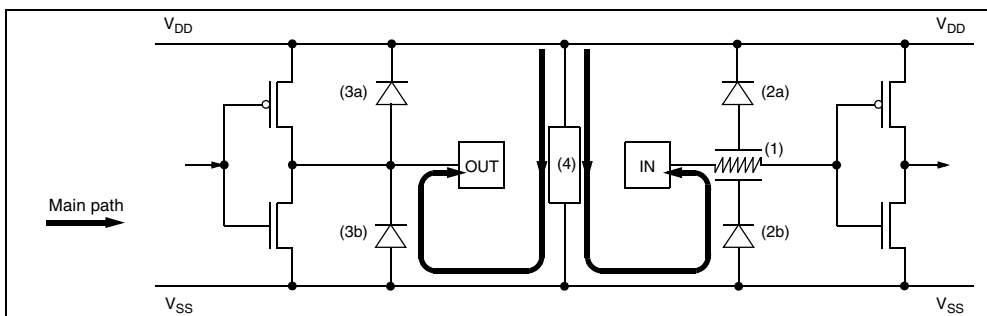 VDD
VDD
(3a)
(2a)
(1)
OUT
(4)
IN
Main path
(3b)
(2b)
VSS
VSS